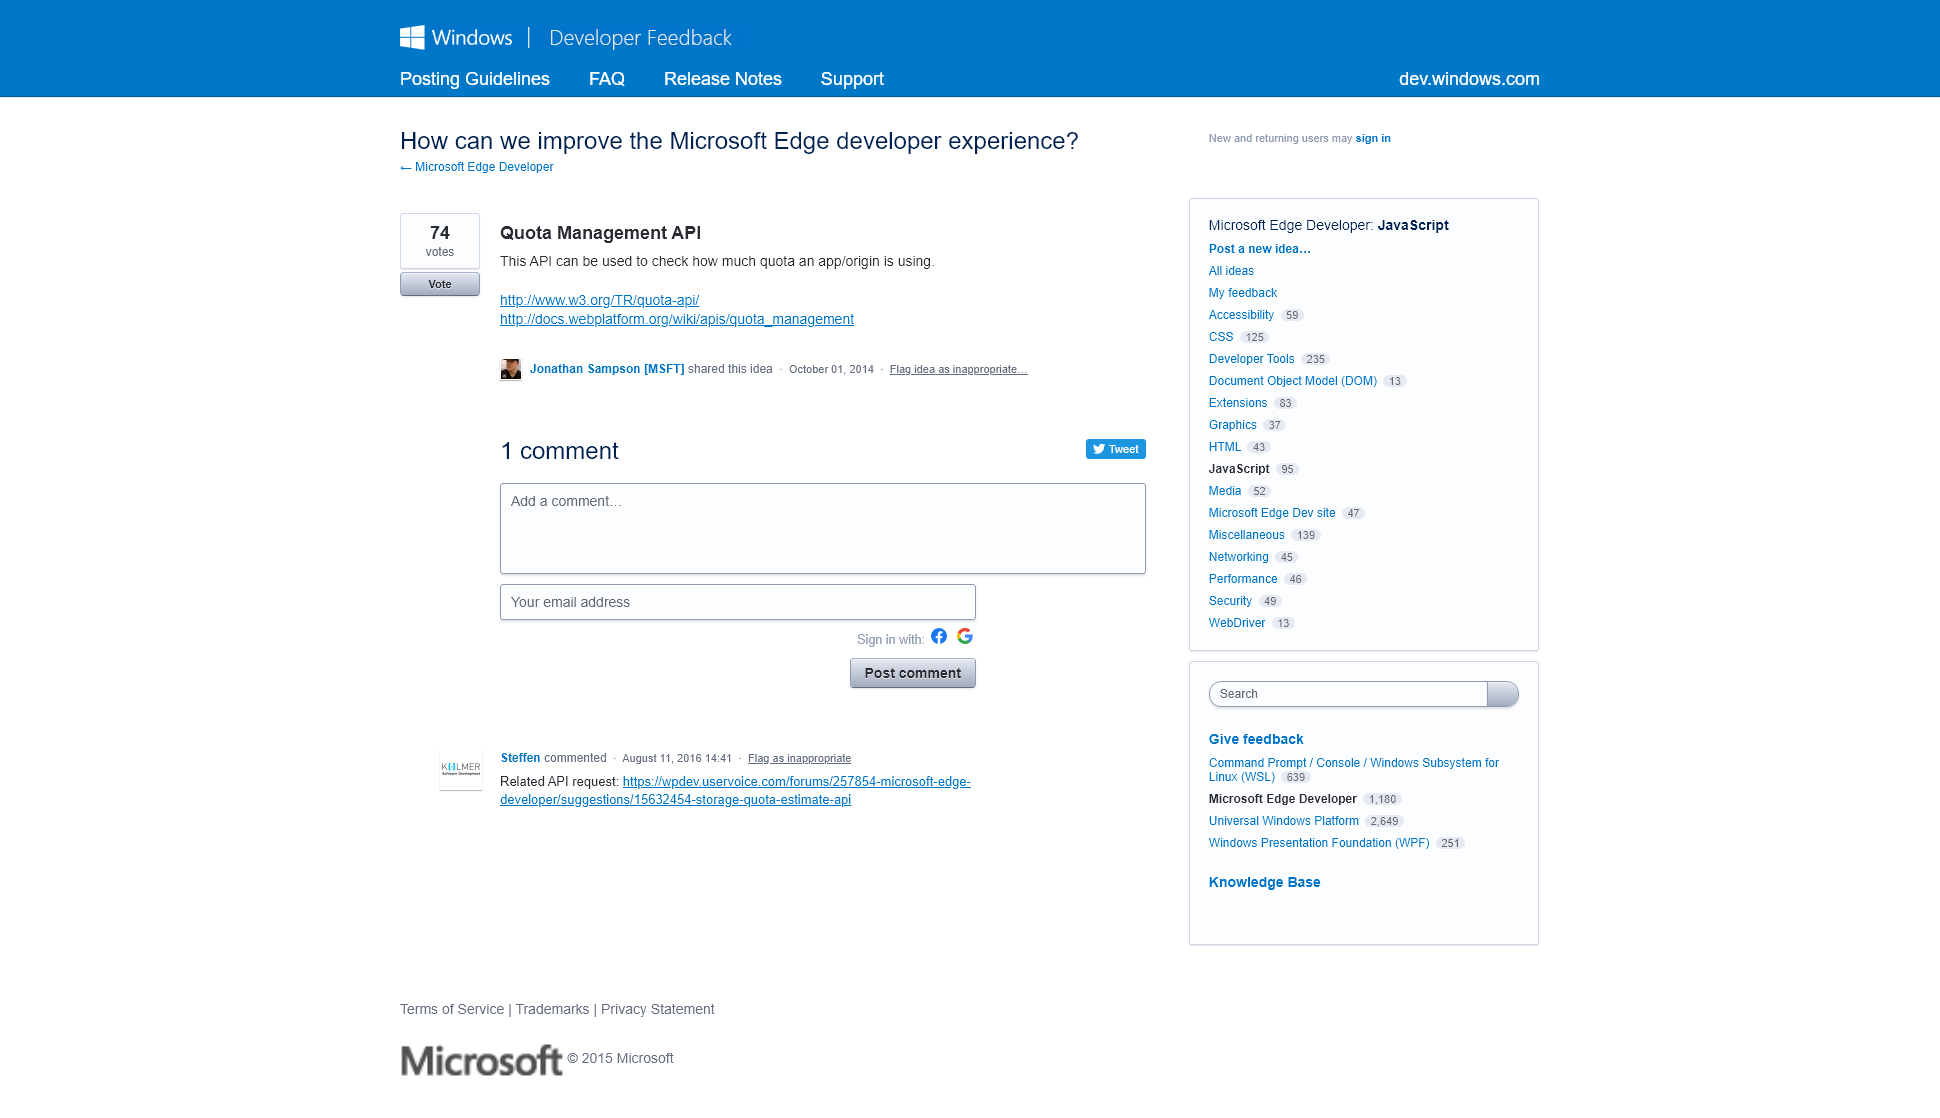 Windows | Developer Feedback
Posting Guidelines FAQ Release Notes Support dev.windows.com
How can we improve the Microsoft Edge developer experience?
← Microsoft Edge Developer
New and returning users may sign in
74
votes
Vote
Quota Management API
This API can be used to check how much quota an app/origin is using.
http://www.w3.org/TR/quota-api/
http://docs.webplatform.org/wiki/apis/quota_management
Jonathan Sampson [MSFT] shared this idea · October 01, 2014 · Flag idea as inappropriate…
1 comment
Tweet
Add a comment…
Your email address
Sign in with:
Post comment
KOLMER
Software Development
Steffen commented · August 11, 2016 14:41 · Flag as inappropriate
Related API request: https://wpdev.uservoice.com/forums/257854-microsoft-edge-
developer/suggestions/15632454-storage-quota-estimate-api
Microsoft Edge Developer: JavaScript
Post a new idea…
All ideas
My feedback
Accessibility 59
CSS 125
Developer Tools 235
Document Object Model (DOM) 13
Extensions 83
Graphics 37
HTML 43
JavaScript 95
Media 52
Microsoft Edge Dev site 47
Miscellaneous 139
Networking 45
Performance 46
Security 49
WebDriver 13
Search
Give feedback
Command Prompt / Console / Windows Subsystem for
Linux (WSL) 639
Microsoft Edge Developer 1,180
Universal Windows Platform 2,649
Windows Presentation Foundation (WPF) 251
Knowledge Base
Terms of Service | Trademarks | Privacy Statement
Microsoft © 2015 Microsoft